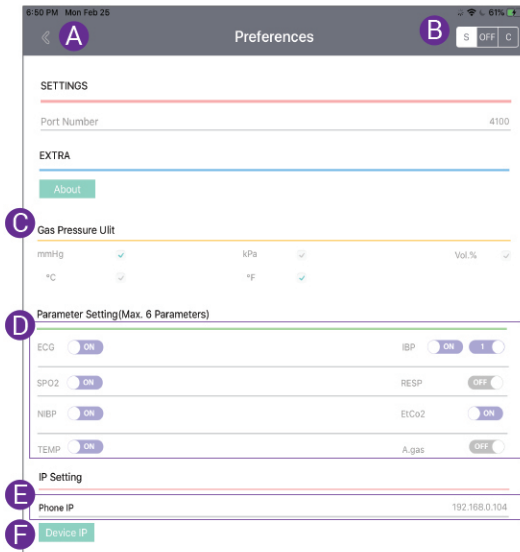 6:50 PM Mon Feb 25 61%
A Preferences B S OFF C
SETTINGS
Port Number 4100
EXTRA
About
C
Gas Pressure Ulit
mmHg kPa Vol.%
°C °F
Parameter Setting(Max. 6 Parameters)
D
ECG ON IBP ON 1
SPO2 ON RESP OFF
NIBP ON EtCo2 ON
TEMP ON A.gas OFF
IP Setting
E
Phone IP 192.168.0.104
F Device IP